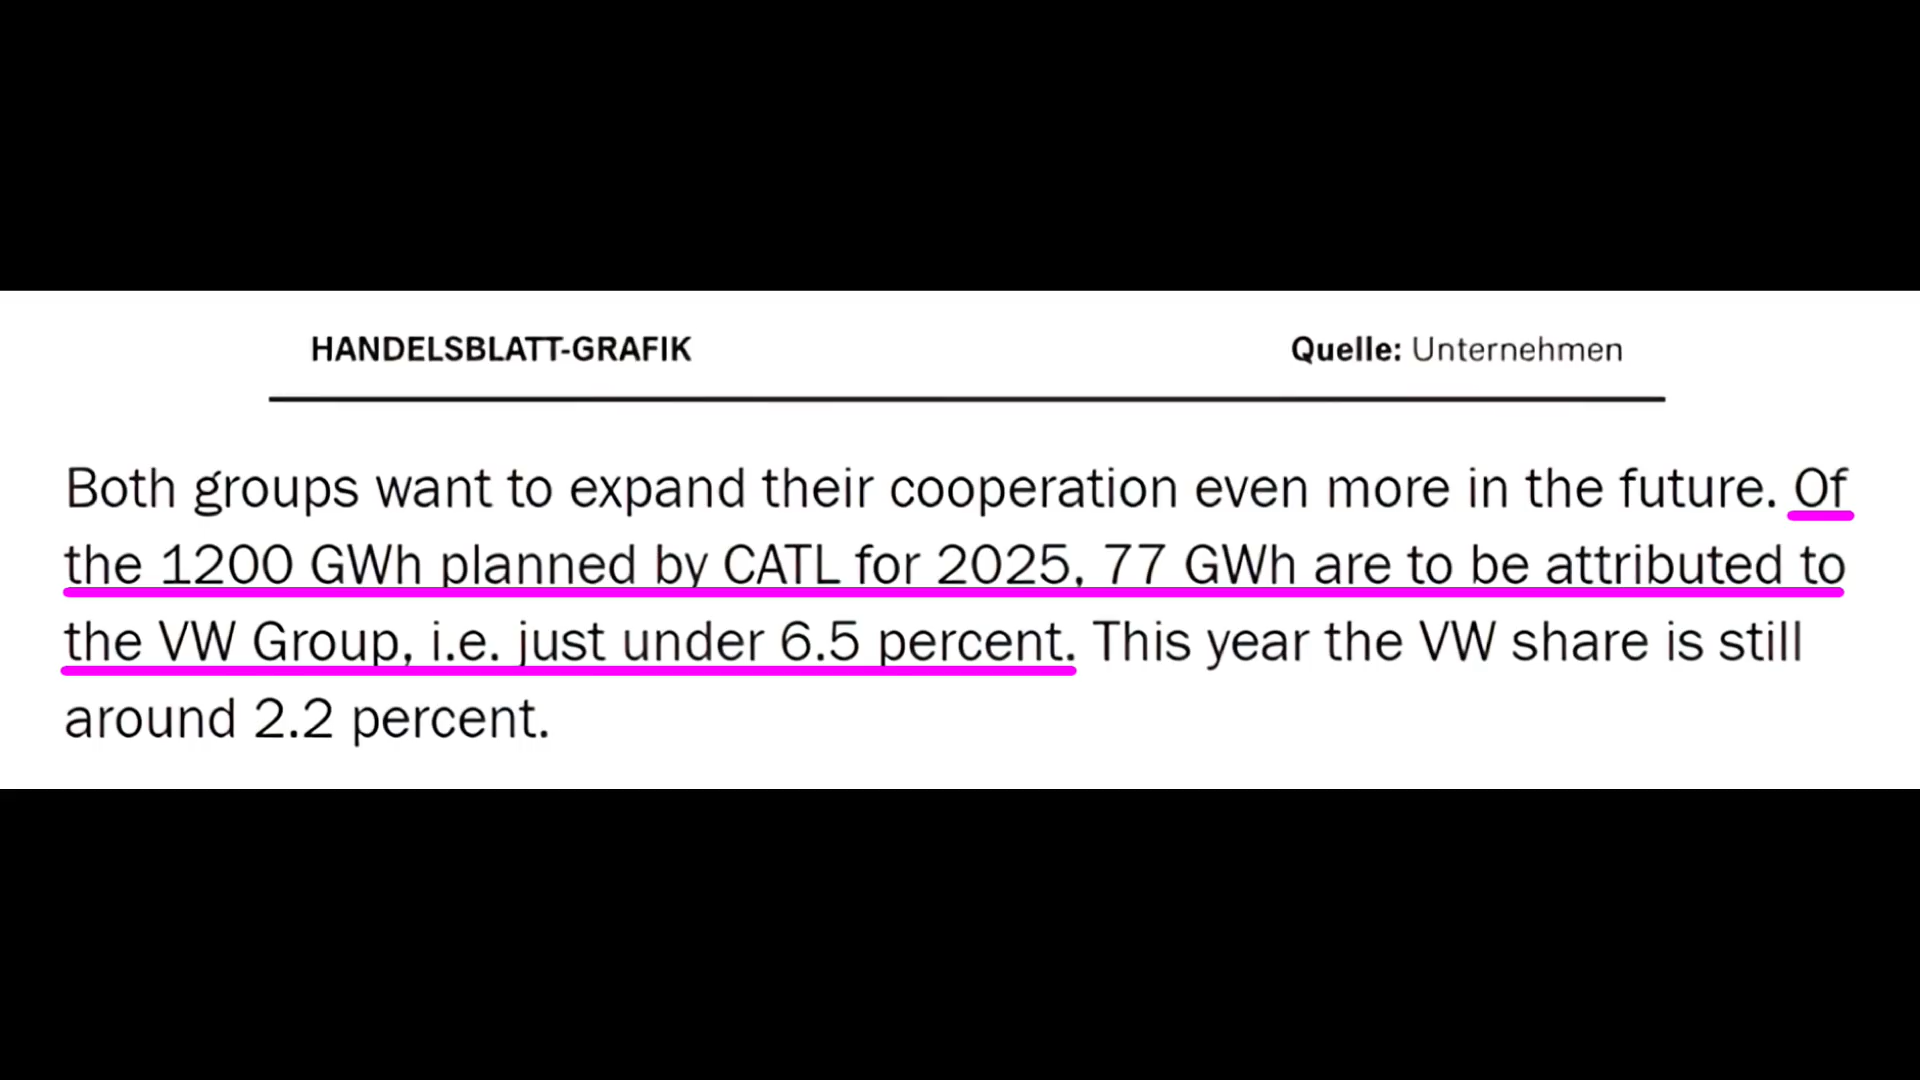 HANDELSBLATT-GRAFIK Quelle: Unternehmen
Both groups want to expand their cooperation even more in the future. Of
the 1200 GWh planned by CATL for 2025, 77 GWh are to be attributed to
the VW Group, i.e. just under 6.5 percent. This year the VW share is still
around 2.2 percent.